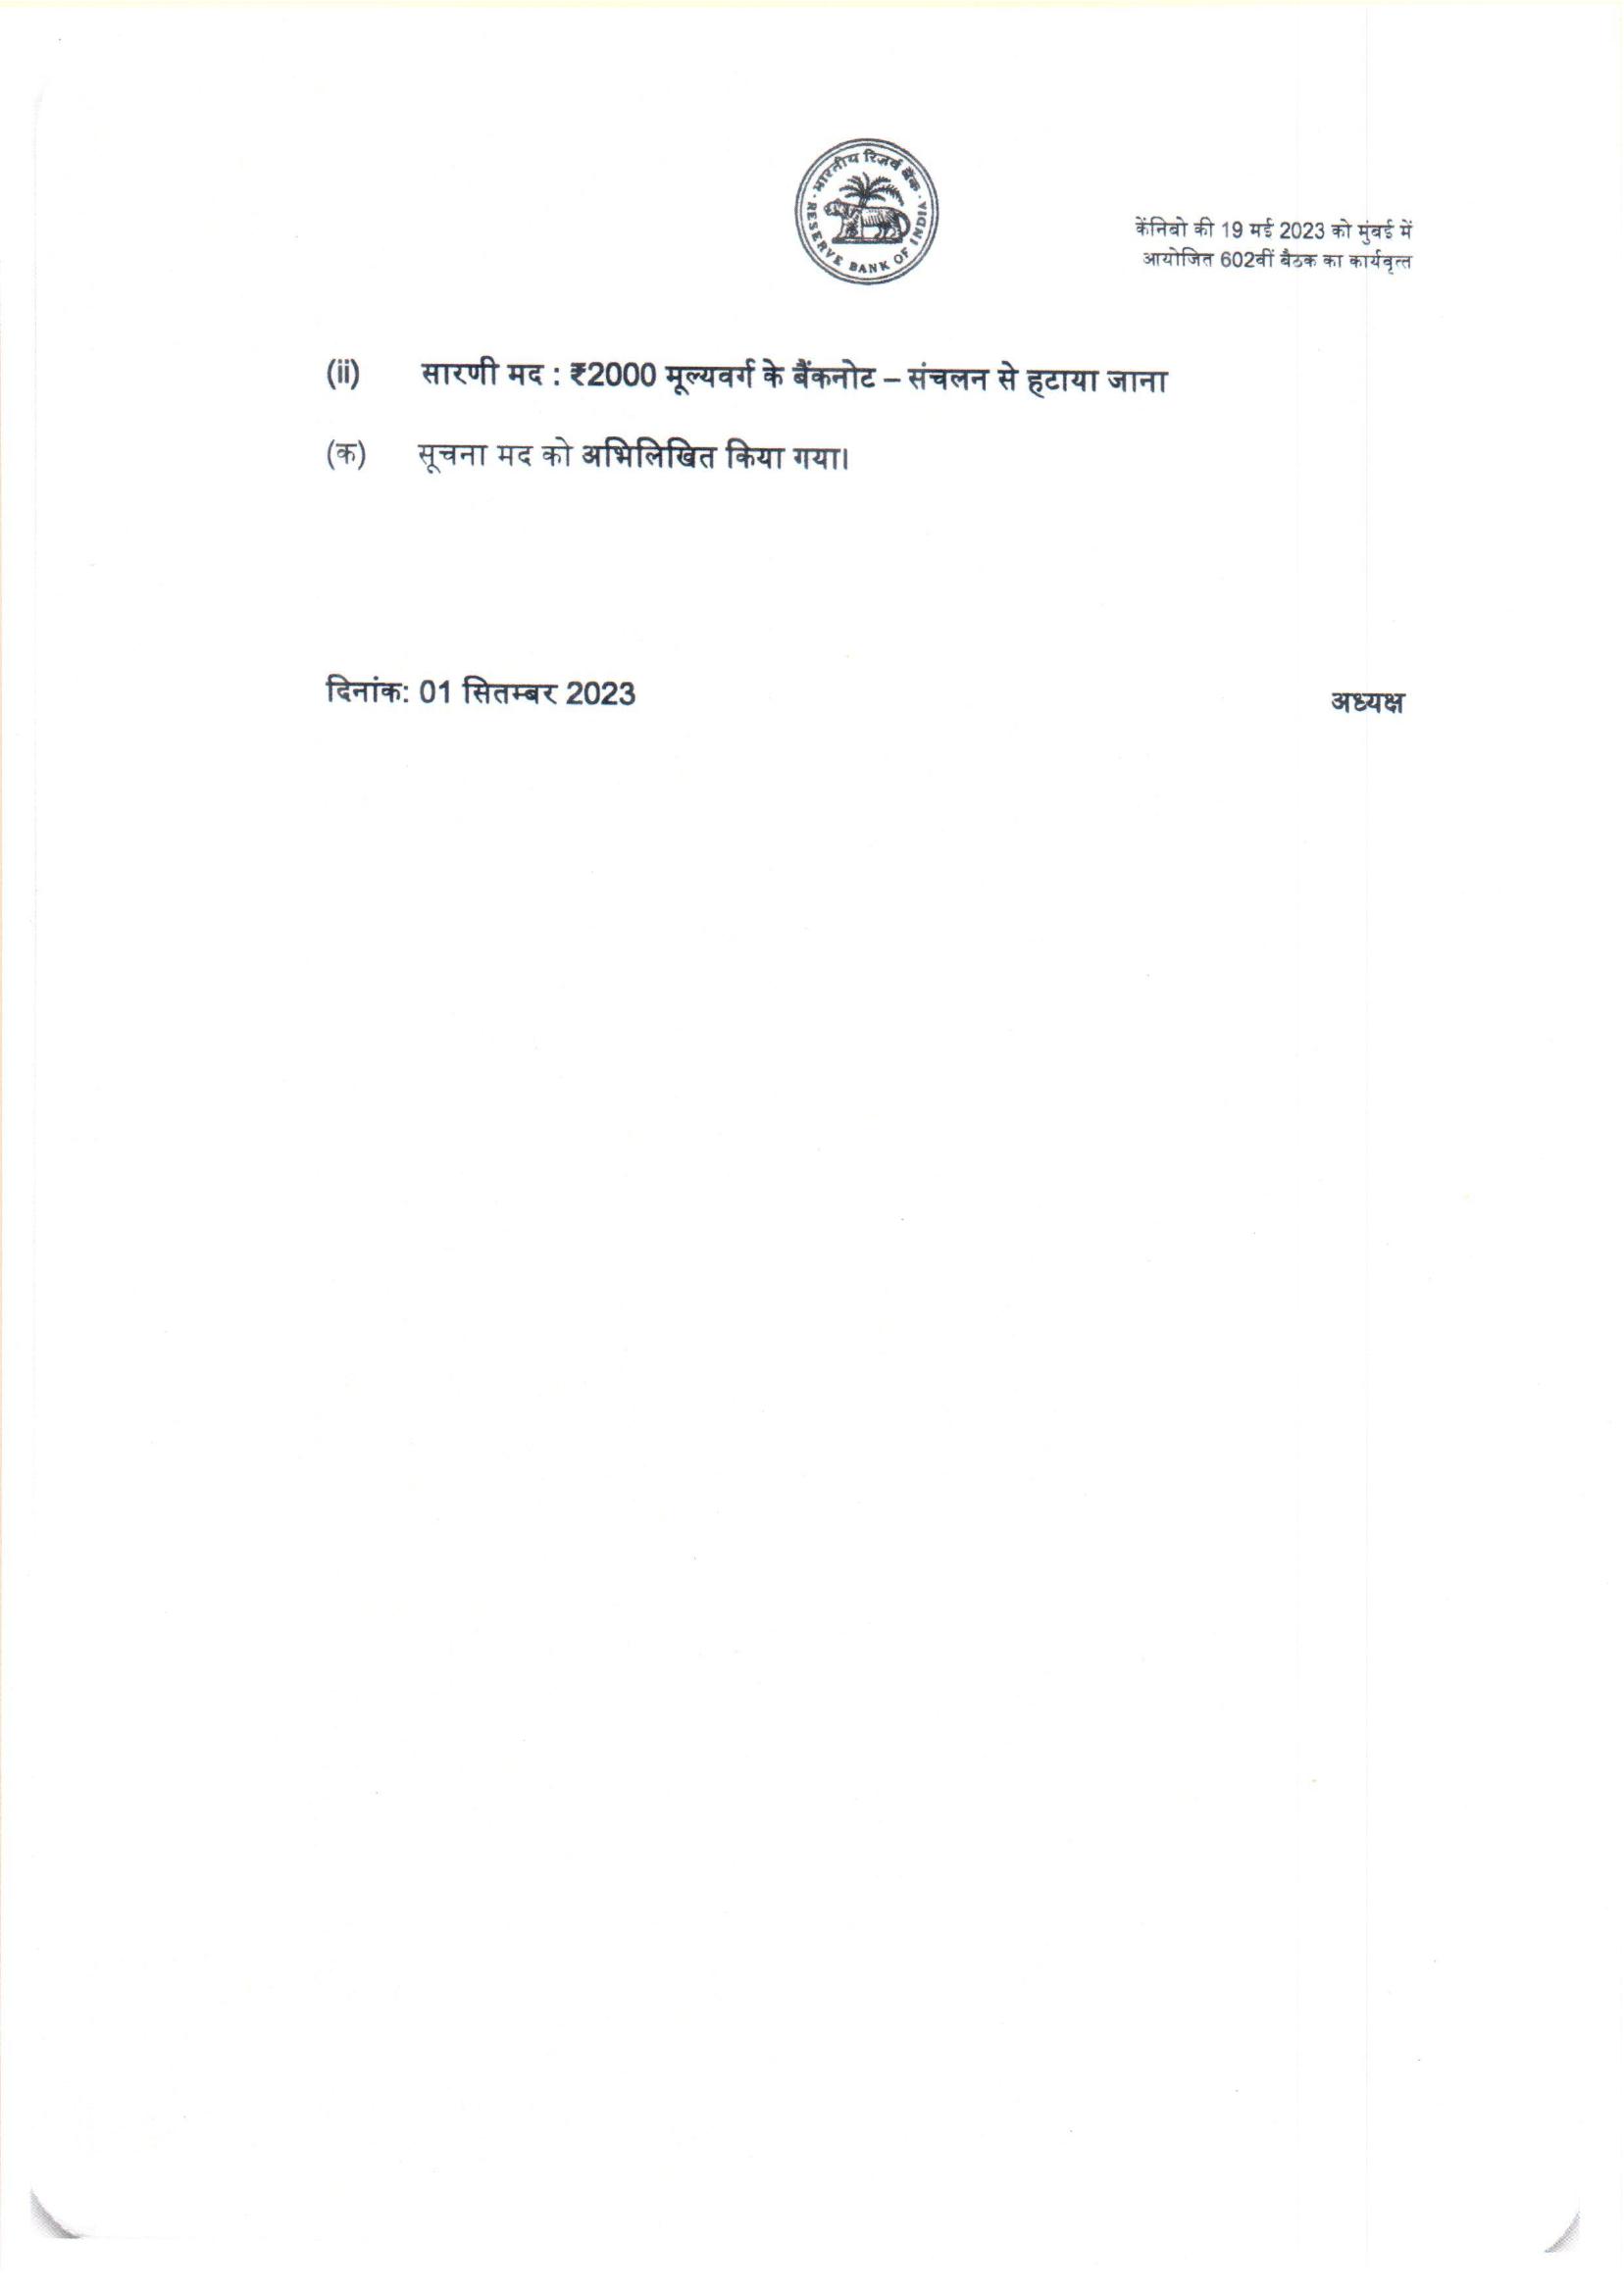 भारतीय रिज़र्व बैंक
RESERVE BANK OF INDIA
केंनिबो की 19 मई 2023 को मुंबई में
आयोजित 602वीं बैठक का कार्यवृत्त
(ii) सारणी मद : ₹2000 मूल्यवर्ग के बैंकनोट – संचलन से हटाया जाना
(क) सूचना मद को अभिलिखित किया गया।
दिनांक: 01 सितम्बर 2023 अध्यक्ष